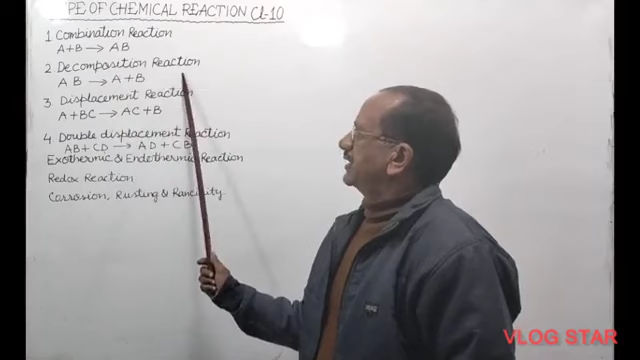 PE OF CHEMICAL REACTION Cl-10
1 Combination Reaction
A+B → AB
2 Decomposition Reaction
A B → A + B
3 Displacement Reaction
A + BC → AC + B
4. Double displacement Reaction
AB + CD → AD + CB
Exothermic & Endothermic Reaction
Redox Reaction
Corrosion, Rusting & Rancidity
VLOG STAR